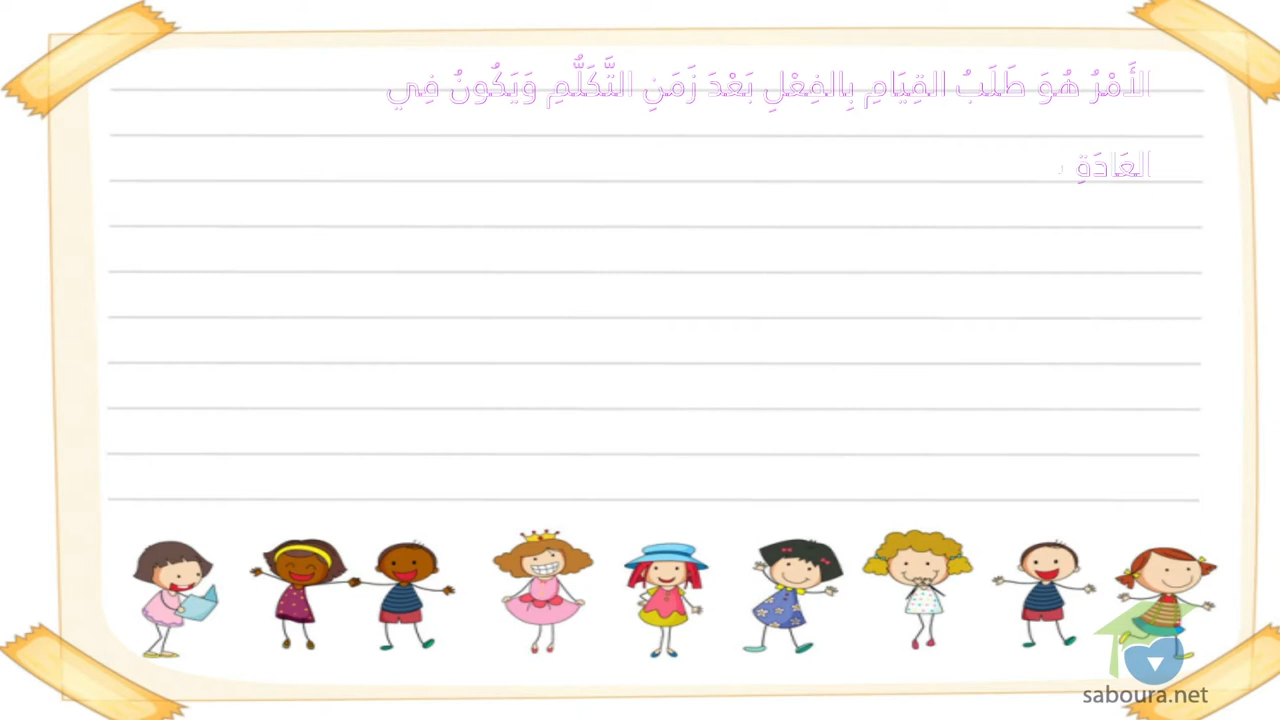 الأَمْرُ هُوَ طَلَبُ القِيَامِ بِالفِعْلِ بَعْدَ زَمَنِ التَّكَلُّمِ وَيَكُونُ فِي
العَادَةِ
saboura.net